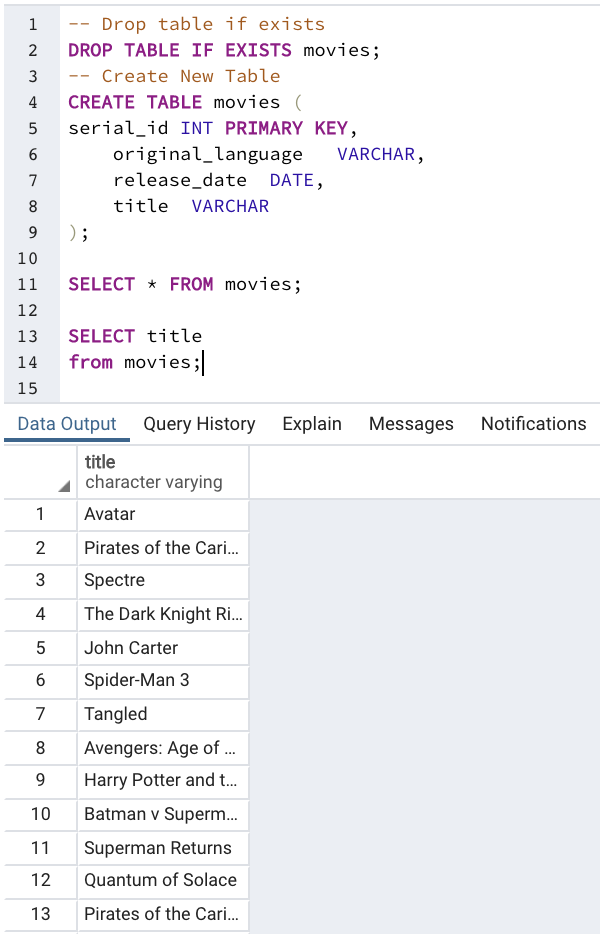 1 -- Drop table if exists
2 DROP TABLE IF EXISTS movies;
3 -- Create New Table
4 CREATE TABLE movies (
5 serial_id INT PRIMARY KEY,
6 original_language VARCHAR,
7 release_date DATE,
8 title VARCHAR
9 );
10
11 SELECT * FROM movies;
12
13 SELECT title
14 from movies;
15
Data Output Query History Explain Messages Notifications
title
character varying
1 Avatar
2 Pirates of the Cari...
3 Spectre
4 The Dark Knight Ri...
5 John Carter
6 Spider-Man 3
7 Tangled
8 Avengers: Age of ...
9 Harry Potter and t...
10 Batman v Superm...
11 Superman Returns
12 Quantum of Solace
13 Pirates of the Cari...